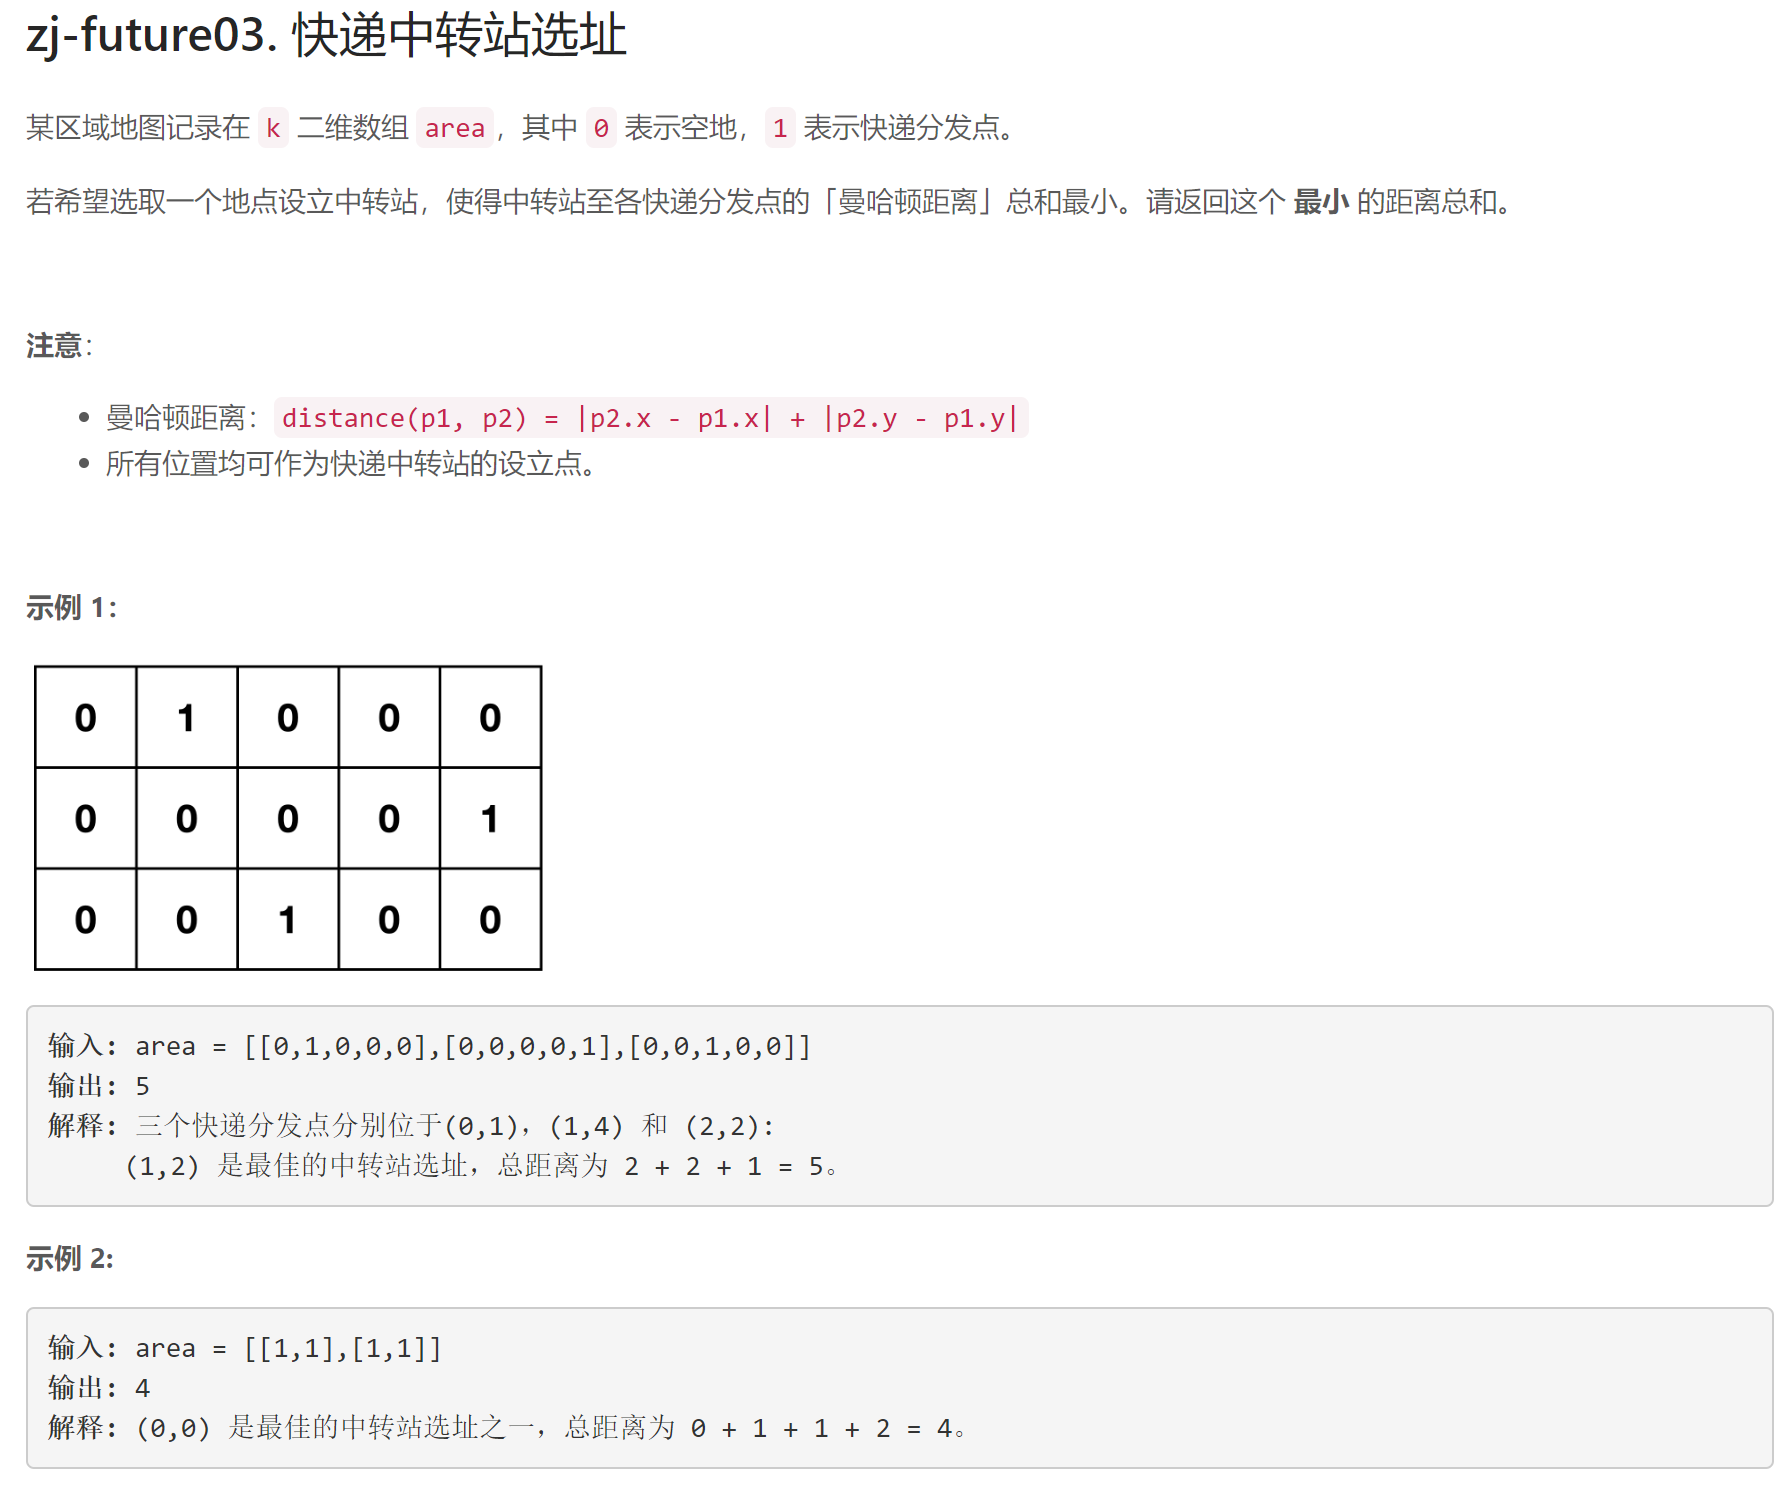 zj-future03. 快递中转站选址
某区域地图记录在 k 二维数组 area，其中 0 表示空地，1 表示快递分发点。
若希望选取一个地点设立中转站，使得中转站至各快递分发点的「曼哈顿距离」总和最小。请返回这个 最小 的距离总和。
注意：
• 曼哈顿距离：distance(p1, p2) = |p2.x - p1.x| + |p2.y - p1.y|
• 所有位置均可作为快递中转站的设立点。
示例 1：
0 1 0 0 0
0 0 0 0 1
0 0 1 0 0
输入: area = [[0,1,0,0,0],[0,0,0,0,1],[0,0,1,0,0]]
输出: 5
解释: 三个快递分发点分别位于(0,1)，(1,4) 和 (2,2):
(1,2) 是最佳的中转站选址，总距离为 2 + 2 + 1 = 5。
示例 2:
输入: area = [[1,1],[1,1]]
输出: 4
解释: (0,0) 是最佳的中转站选址之一，总距离为 0 + 1 + 1 + 2 = 4。